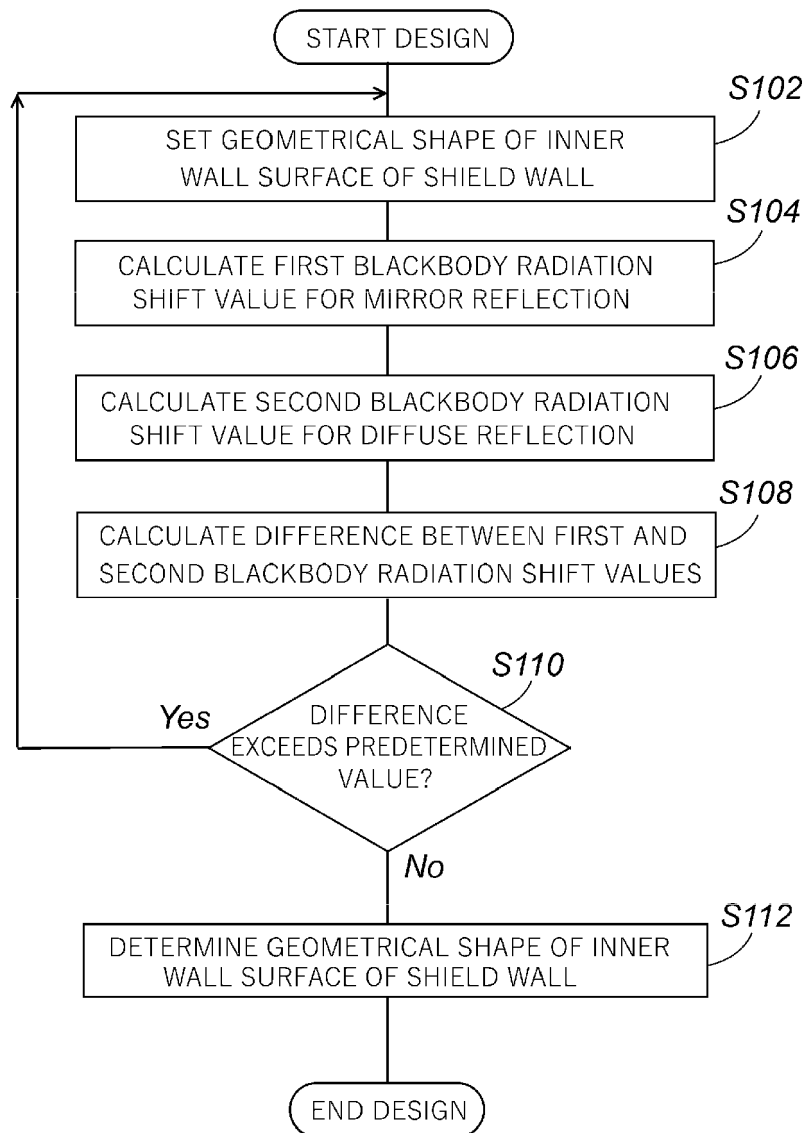 START DESIGN
S102
SET GEOMETRICAL SHAPE OF INNER
WALL SURFACE OF SHIELD WALL
S104
CALCULATE FIRST BLACKBODY RADIATION
SHIFT VALUE FOR MIRROR REFLECTION
S106
CALCULATE SECOND BLACKBODY RADIATION
SHIFT VALUE FOR DIFFUSE REFLECTION
S108
CALCULATE DIFFERENCE BETWEEN FIRST AND
SECOND BLACKBODY RADIATION SHIFT VALUES
S110
Yes
DIFFERENCE
EXCEEDS PREDETERMINED
VALUE?
No
S112
DETERMINE GEOMETRICAL SHAPE OF INNER
WALL SURFACE OF SHIELD WALL
END DESIGN